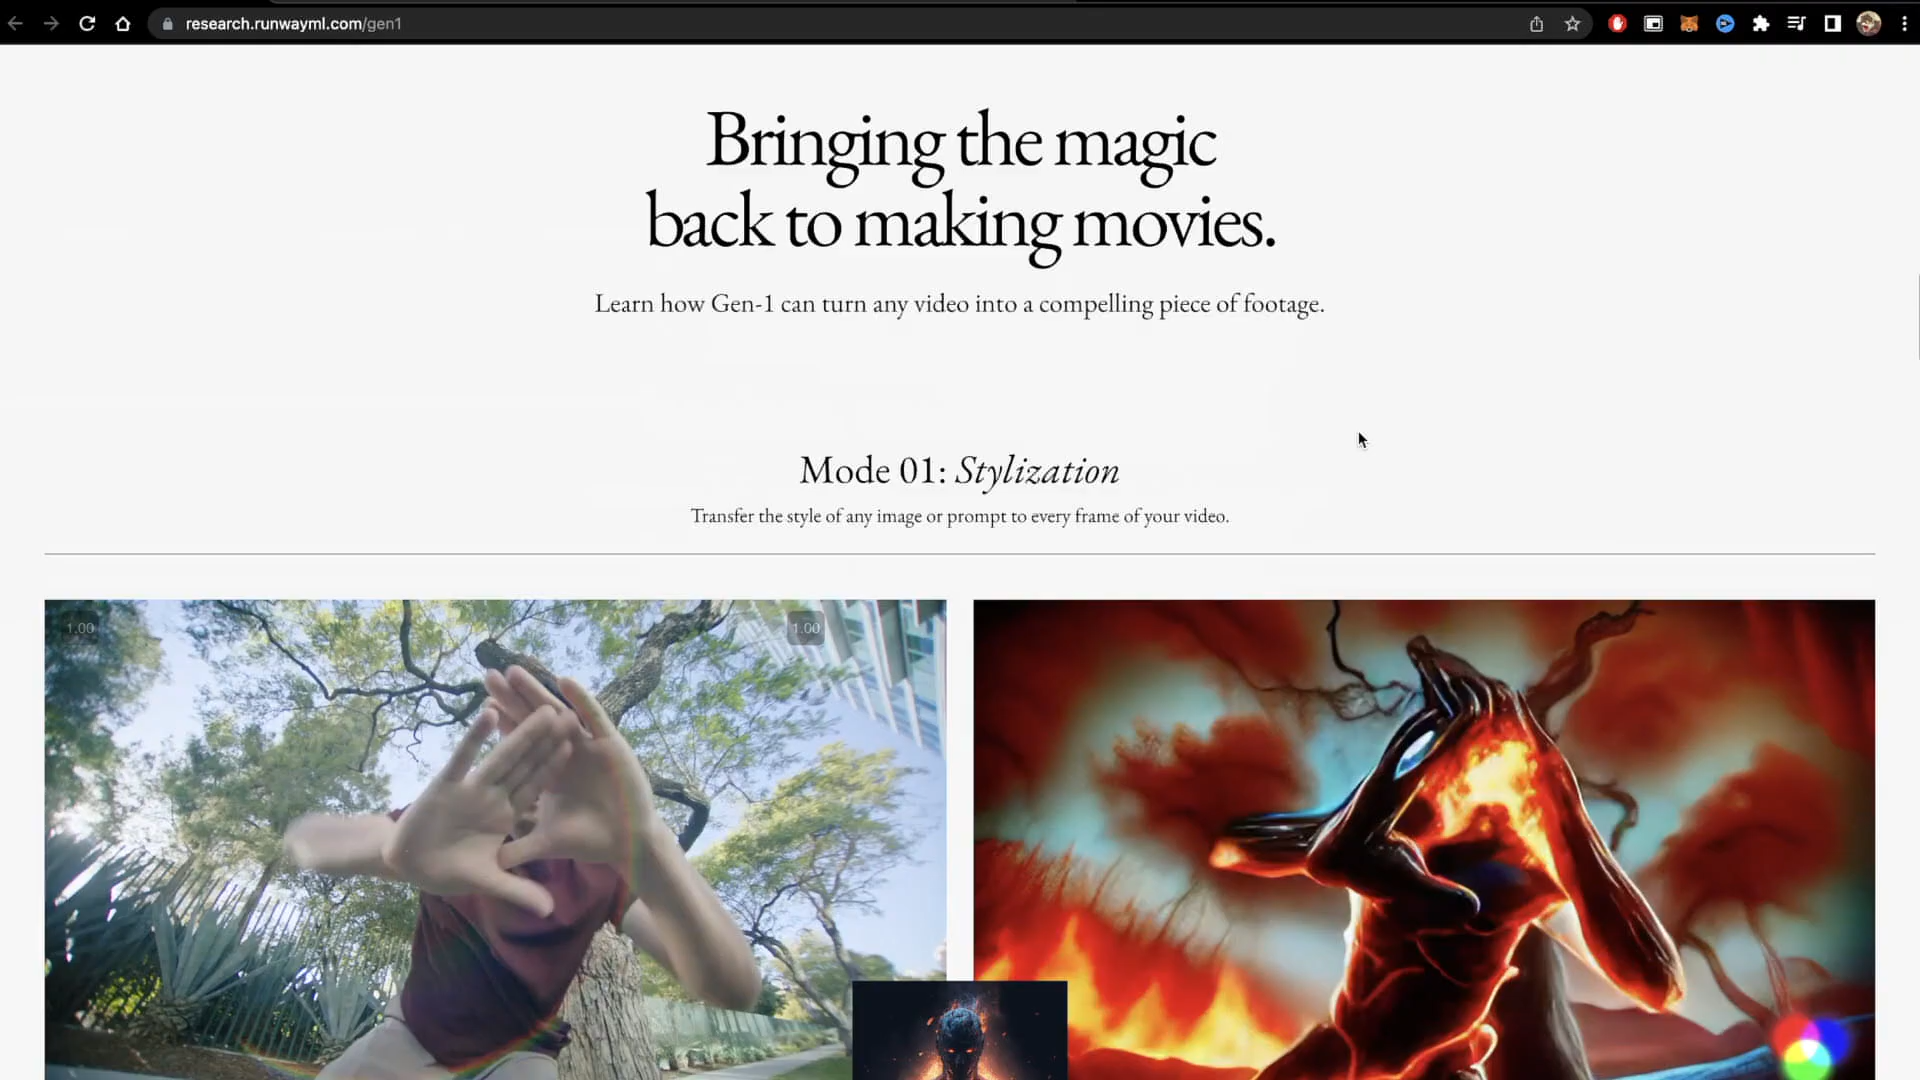 research.runwayml.com/gen1
Bringing the magic
back to making movies.
Learn how Gen-1 can turn any video into a compelling piece of footage.
Mode 01: Stylization
Transfer the style of any image or prompt to every frame of your video.
1.00
1.00